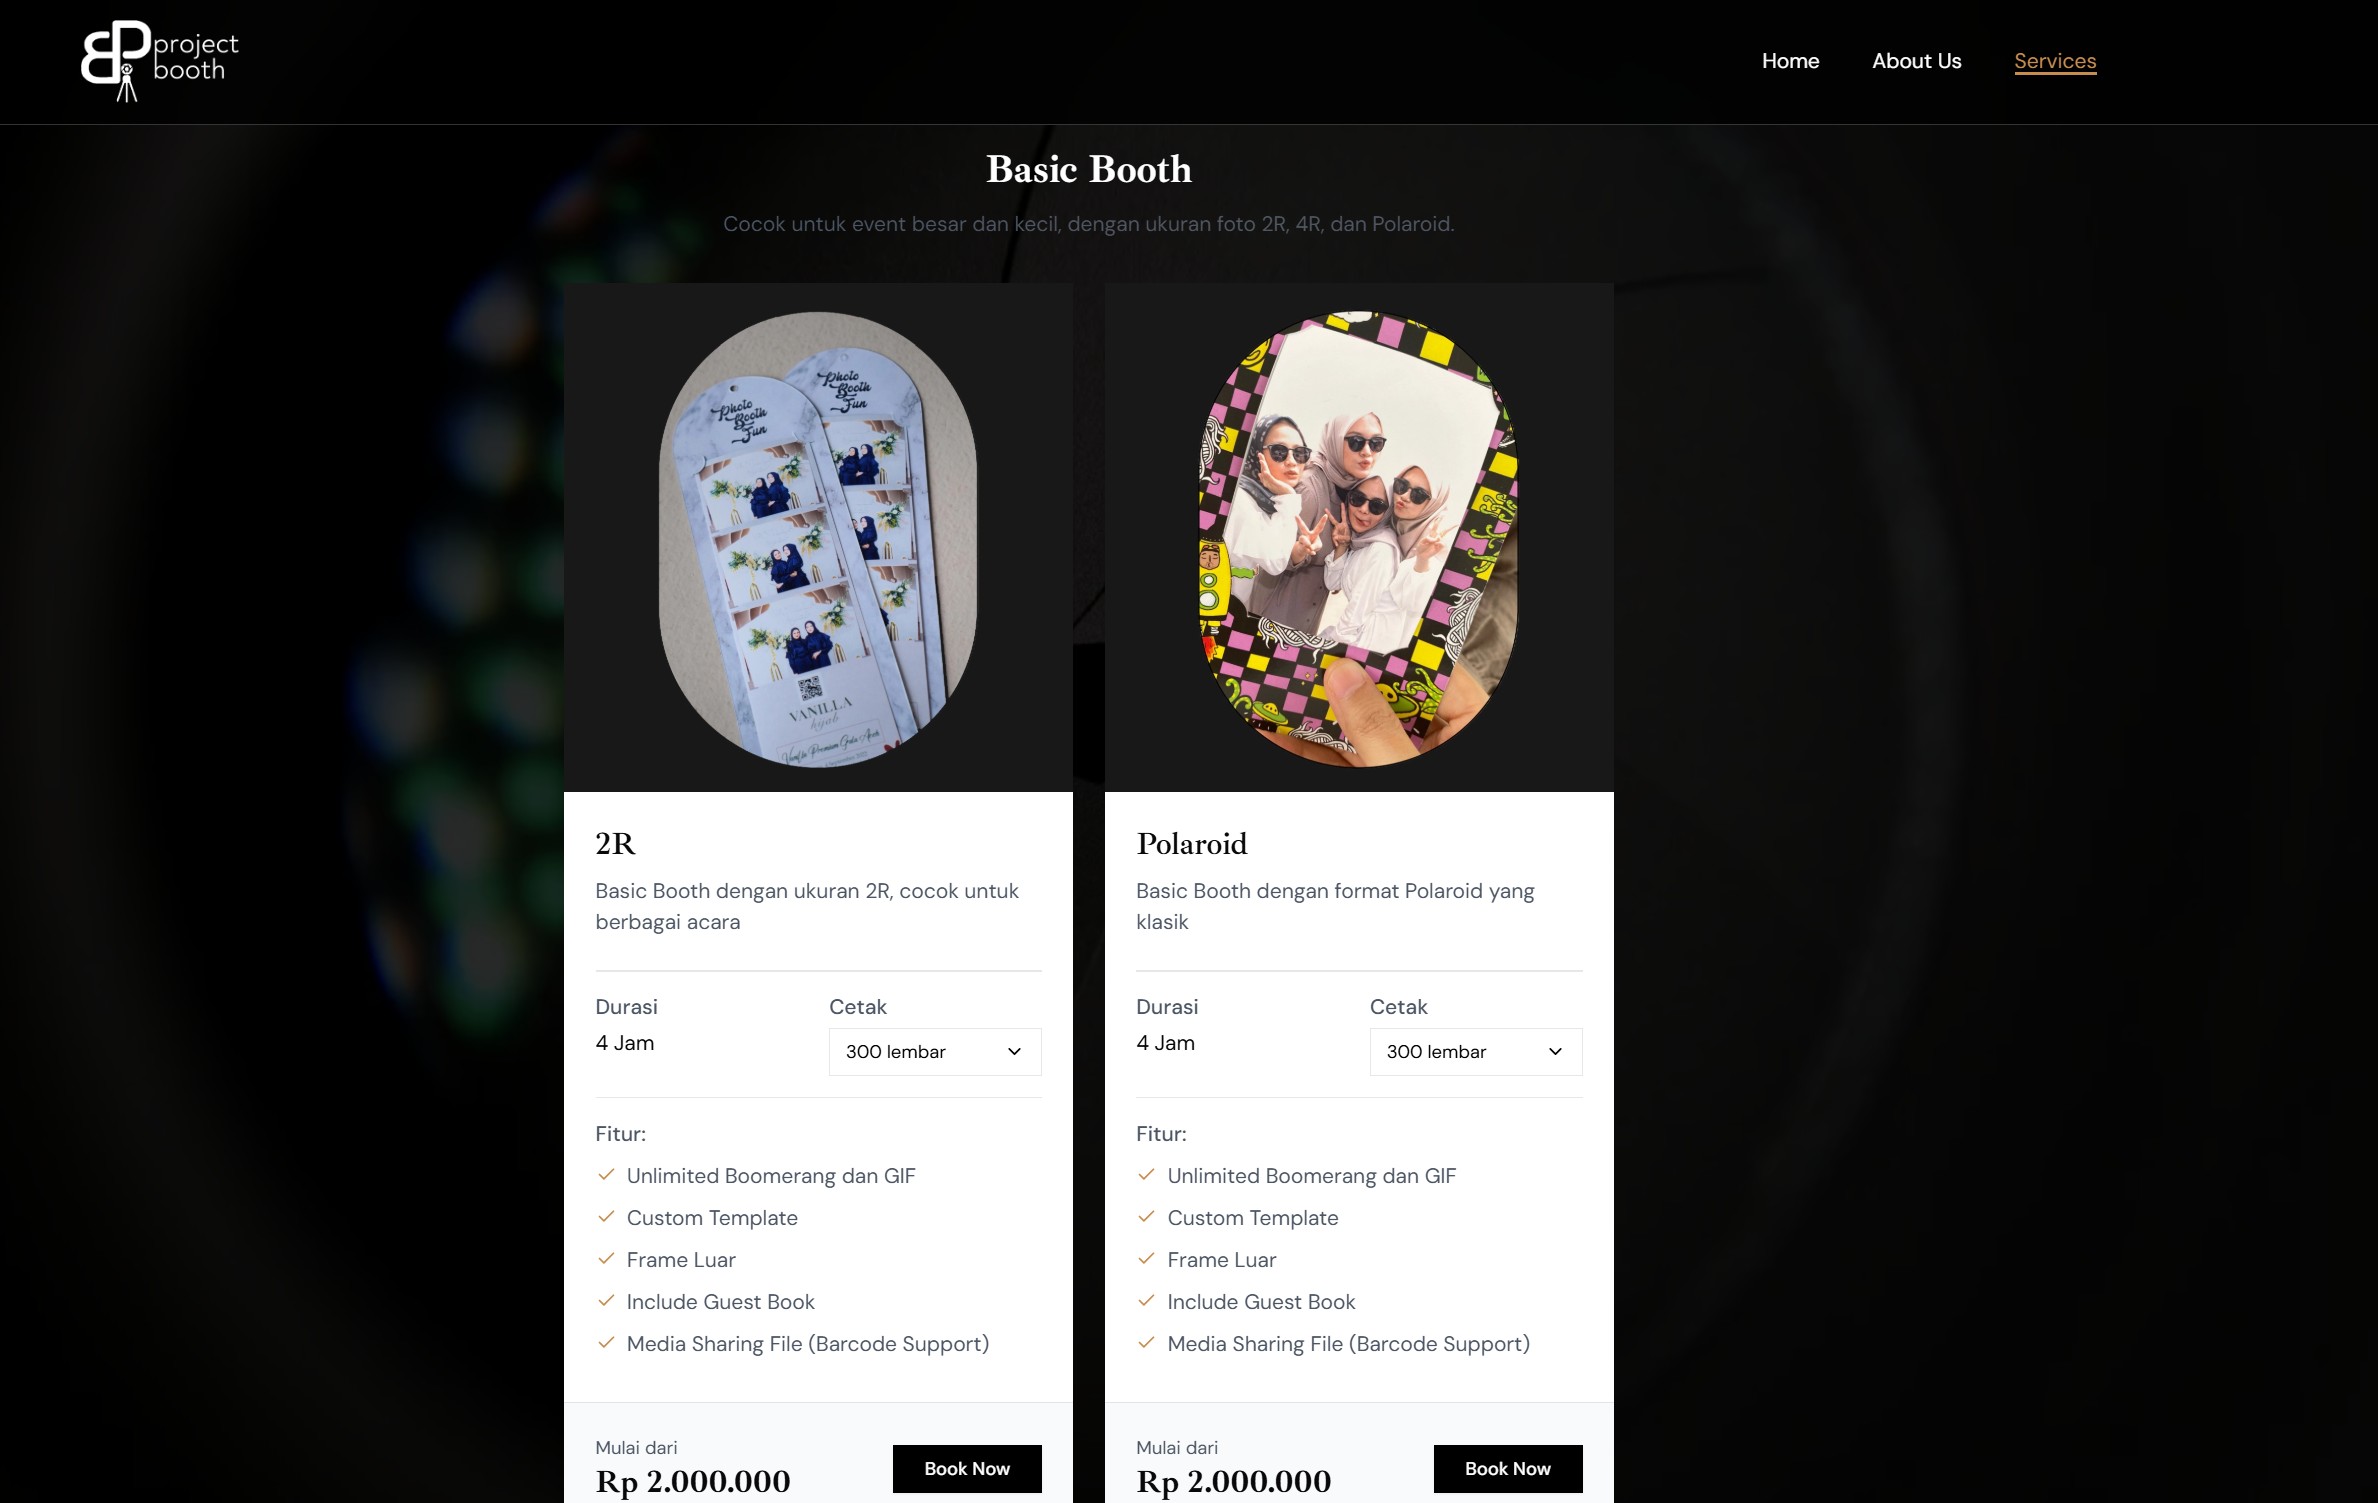 project
booth
Home
About Us
Services
Basic Booth
Cocok untuk event besar dan kecil, dengan ukuran foto 2R, 4R, dan Polaroid.
Photo
Booth
Fun
Photo
Booth
Fun
VANILLA
hijab
2R
Basic Booth dengan ukuran 2R, cocok untuk
berbagai acara
Durasi
Cetak
4 Jam
300 lembar
Fitur:
Unlimited Boomerang dan GIF
Custom Template
Frame Luar
Include Guest Book
Media Sharing File (Barcode Support)
Mulai dari
Rp 2.000.000
Book Now
Polaroid
Basic Booth dengan format Polaroid yang
klasik
Durasi
Cetak
4 Jam
300 lembar
Fitur:
Unlimited Boomerang dan GIF
Custom Template
Frame Luar
Include Guest Book
Media Sharing File (Barcode Support)
Mulai dari
Rp 2.000.000
Book Now